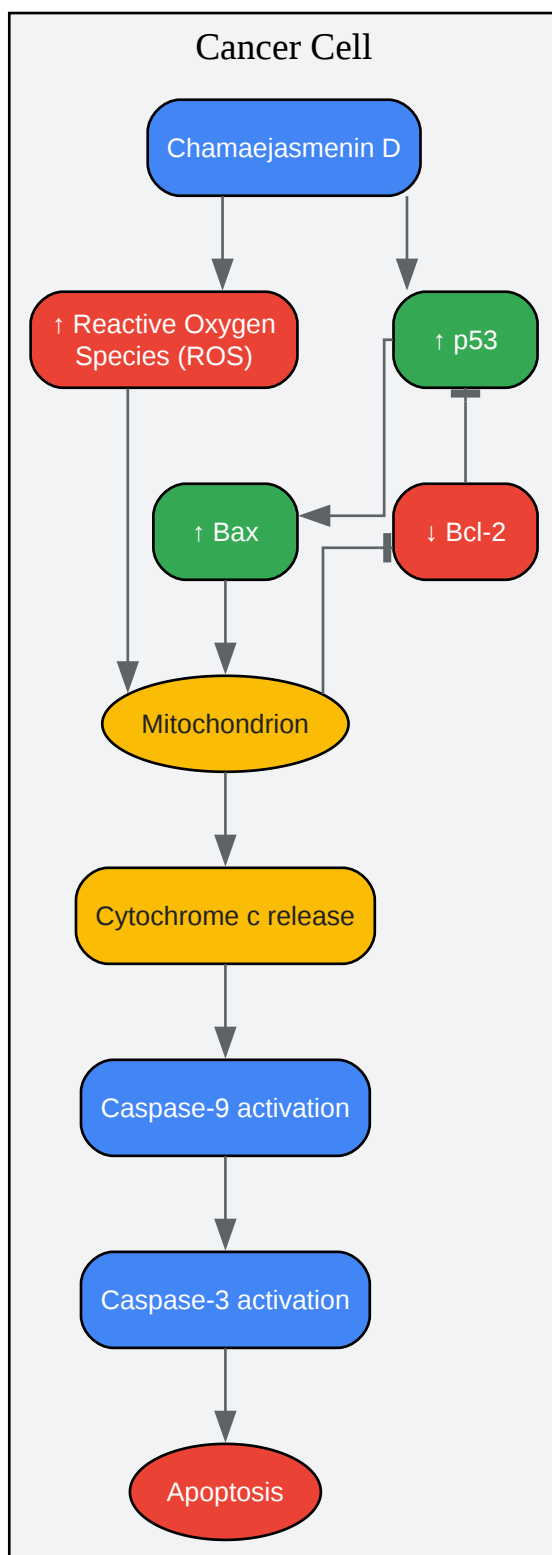 Cancer Cell
Chamaejasmenin D
↑ Reactive Oxygen
Species (ROS)
↑ p53
↑ Bax
↓ Bcl-2
Mitochondrion
Cytochrome c release
Caspase-9 activation
Caspase-3 activation
Apoptosis